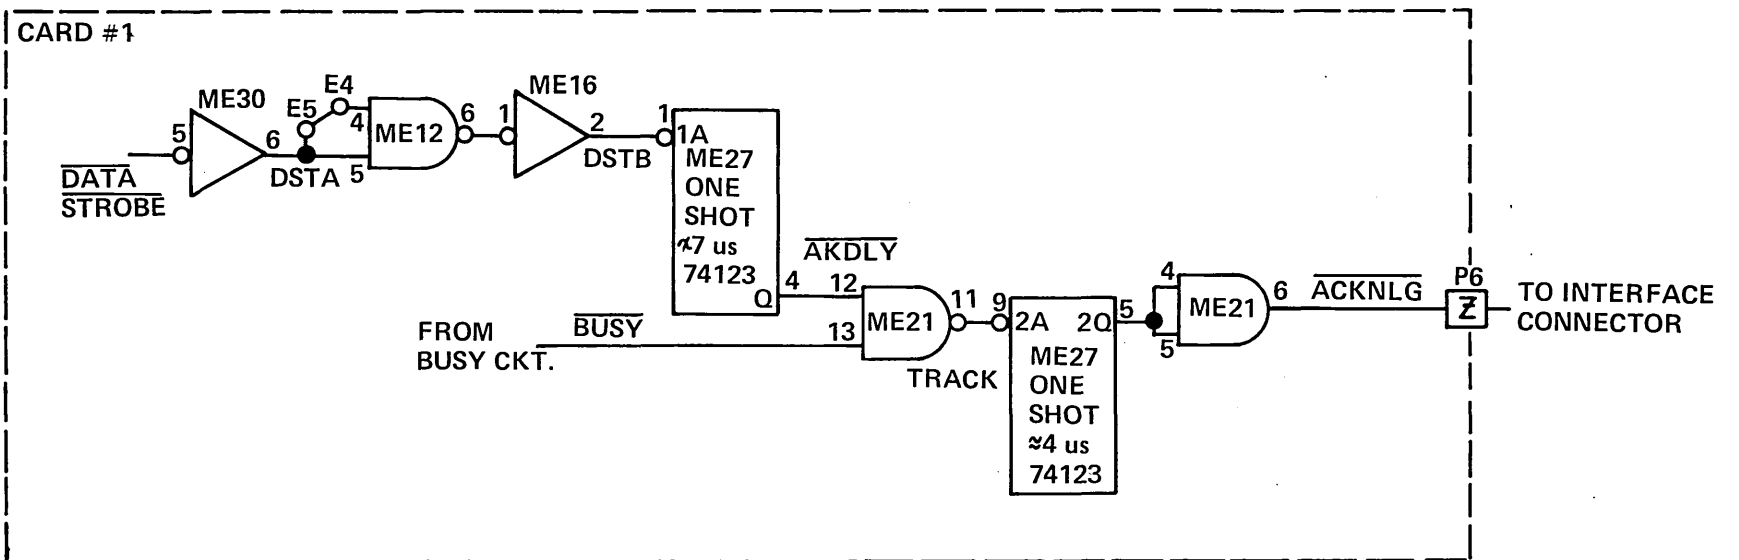 CARD #1
ME30
5
6
DATA
STROBE
DSTA
E5
E4
4
5
ME12
6
ME16
1
2
DSTB
1
1A
ME27
ONE
SHOT
≈7 us
74123
Q
4
AKDLY
12
FROM
BUSY CKT.
BUSY
13
ME21
11
TRACK
9
2A 2Q
ME27
ONE
SHOT
≈4 us
74123
5
4
5
ME21
6
ACKNLG
P6
Z
TO INTERFACE
CONNECTOR